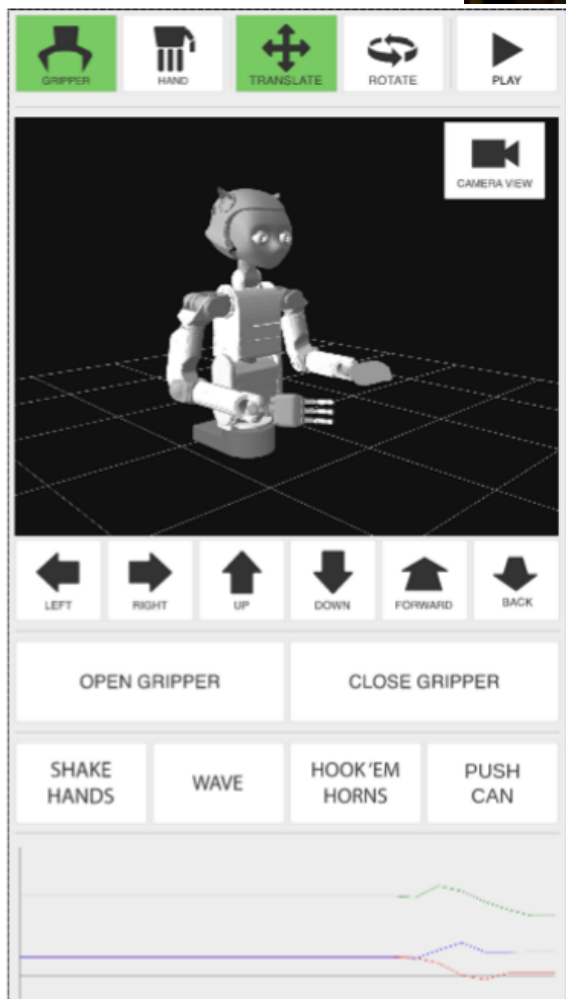 GRIPPER
HAND
TRANSLATE
ROTATE
PLAY
CAMERA VIEW
LEFT
RIGHT
UP
DOWN
FORWARD
BACK
OPEN GRIPPER
CLOSE GRIPPER
SHAKE
HANDS
WAVE
HOOK 'EM
HORNS
PUSH
CAN